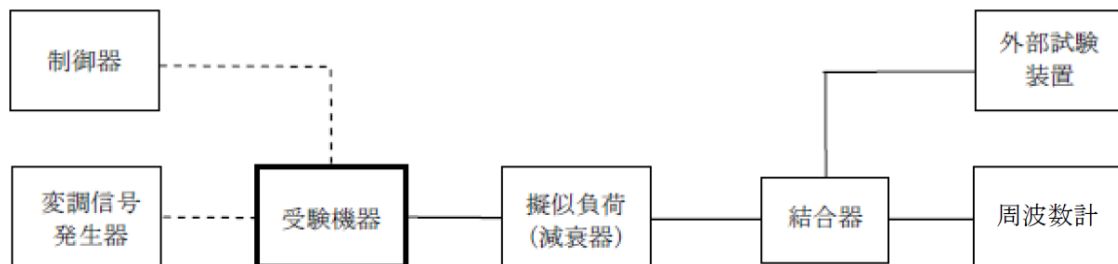 制御器
外部試験
装置
変調信号
発生器
受験機器
擬似負荷
(減衰器)
結合器
周波数計